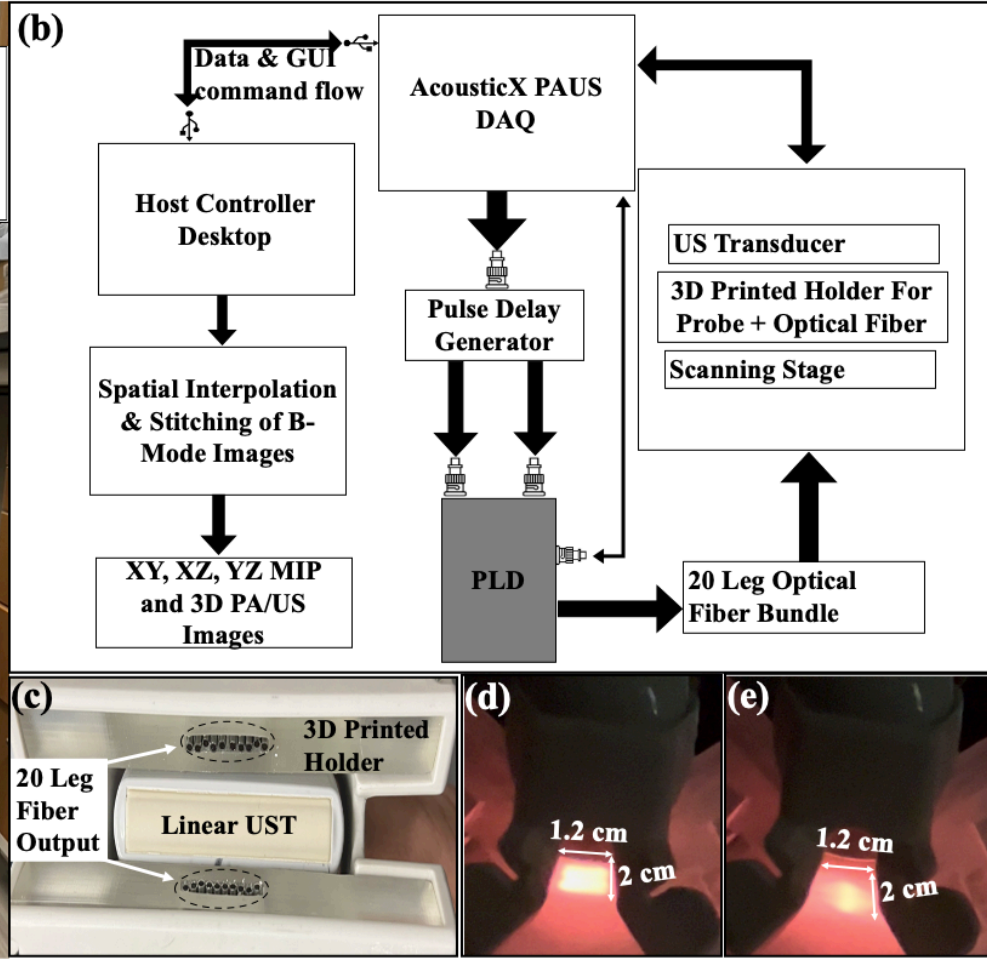 (b)
Data & GUI
command flow
AcousticX PAUS
DAQ
Host Controller
Desktop
US Transducer
3D Printed Holder For
Probe + Optical Fiber
Scanning Stage
Pulse Delay
Generator
Spatial Interpolation
& Stitching of B-
Mode Images
PLD
20 Leg Optical
Fiber Bundle
XY, XZ, YZ MIP
and 3D PA/US
Images
(c)
3D Printed
Holder
20 Leg
Fiber
Output
Linear UST
(d)
1.2 cm
2 cm
(e)
1.2 cm
2 cm